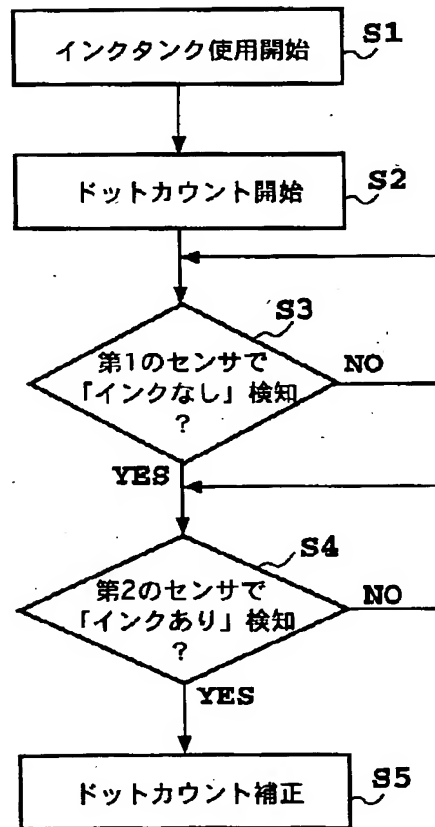 インクタンク使用開始
S1
ドットカウント開始
S2
S3
第1のセンサで
「インクなし」検知
?
NO
YES
S4
第2のセンサで
「インクあり」検知
?
NO
YES
ドットカウント補正
S5